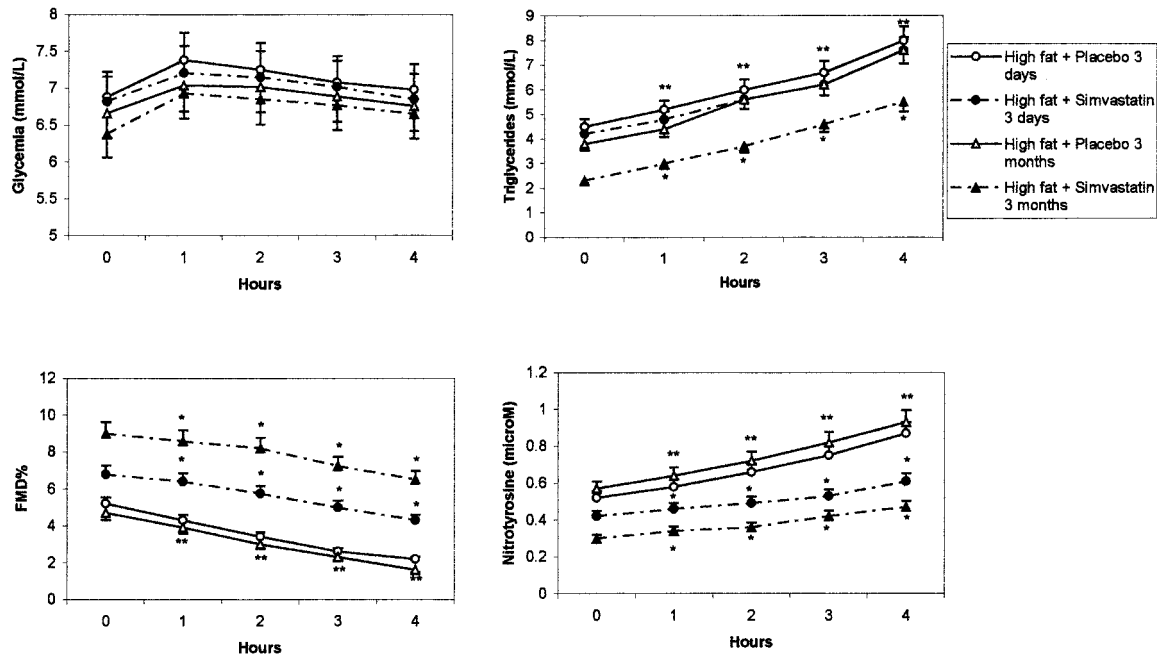 8
7.5
7
6.5
6
5.5
5
Glycemia (mmol/L)
0 1 2 3 4
Hours
9
8
7
6
5
4
3
2
1
0
Triglycerides (mmol/L)
** ** ** **
* * * *
0 1 2 3 4
Hours
High fat + Placebo 3
days
High fat + Simvastatin
3 days
High fat + Placebo 3
months
High fat + Simvastatin
3 months
12
10
8
6
4
2
0
FMD%
* * * *
* * * *
** ** ** **
0 1 2 3 4
Hours
1.2
1
0.8
0.6
0.4
0.2
0
Nitrotyrosine (microM)
** ** ** **
* * * *
* * * *
0 1 2 3 4
Hours